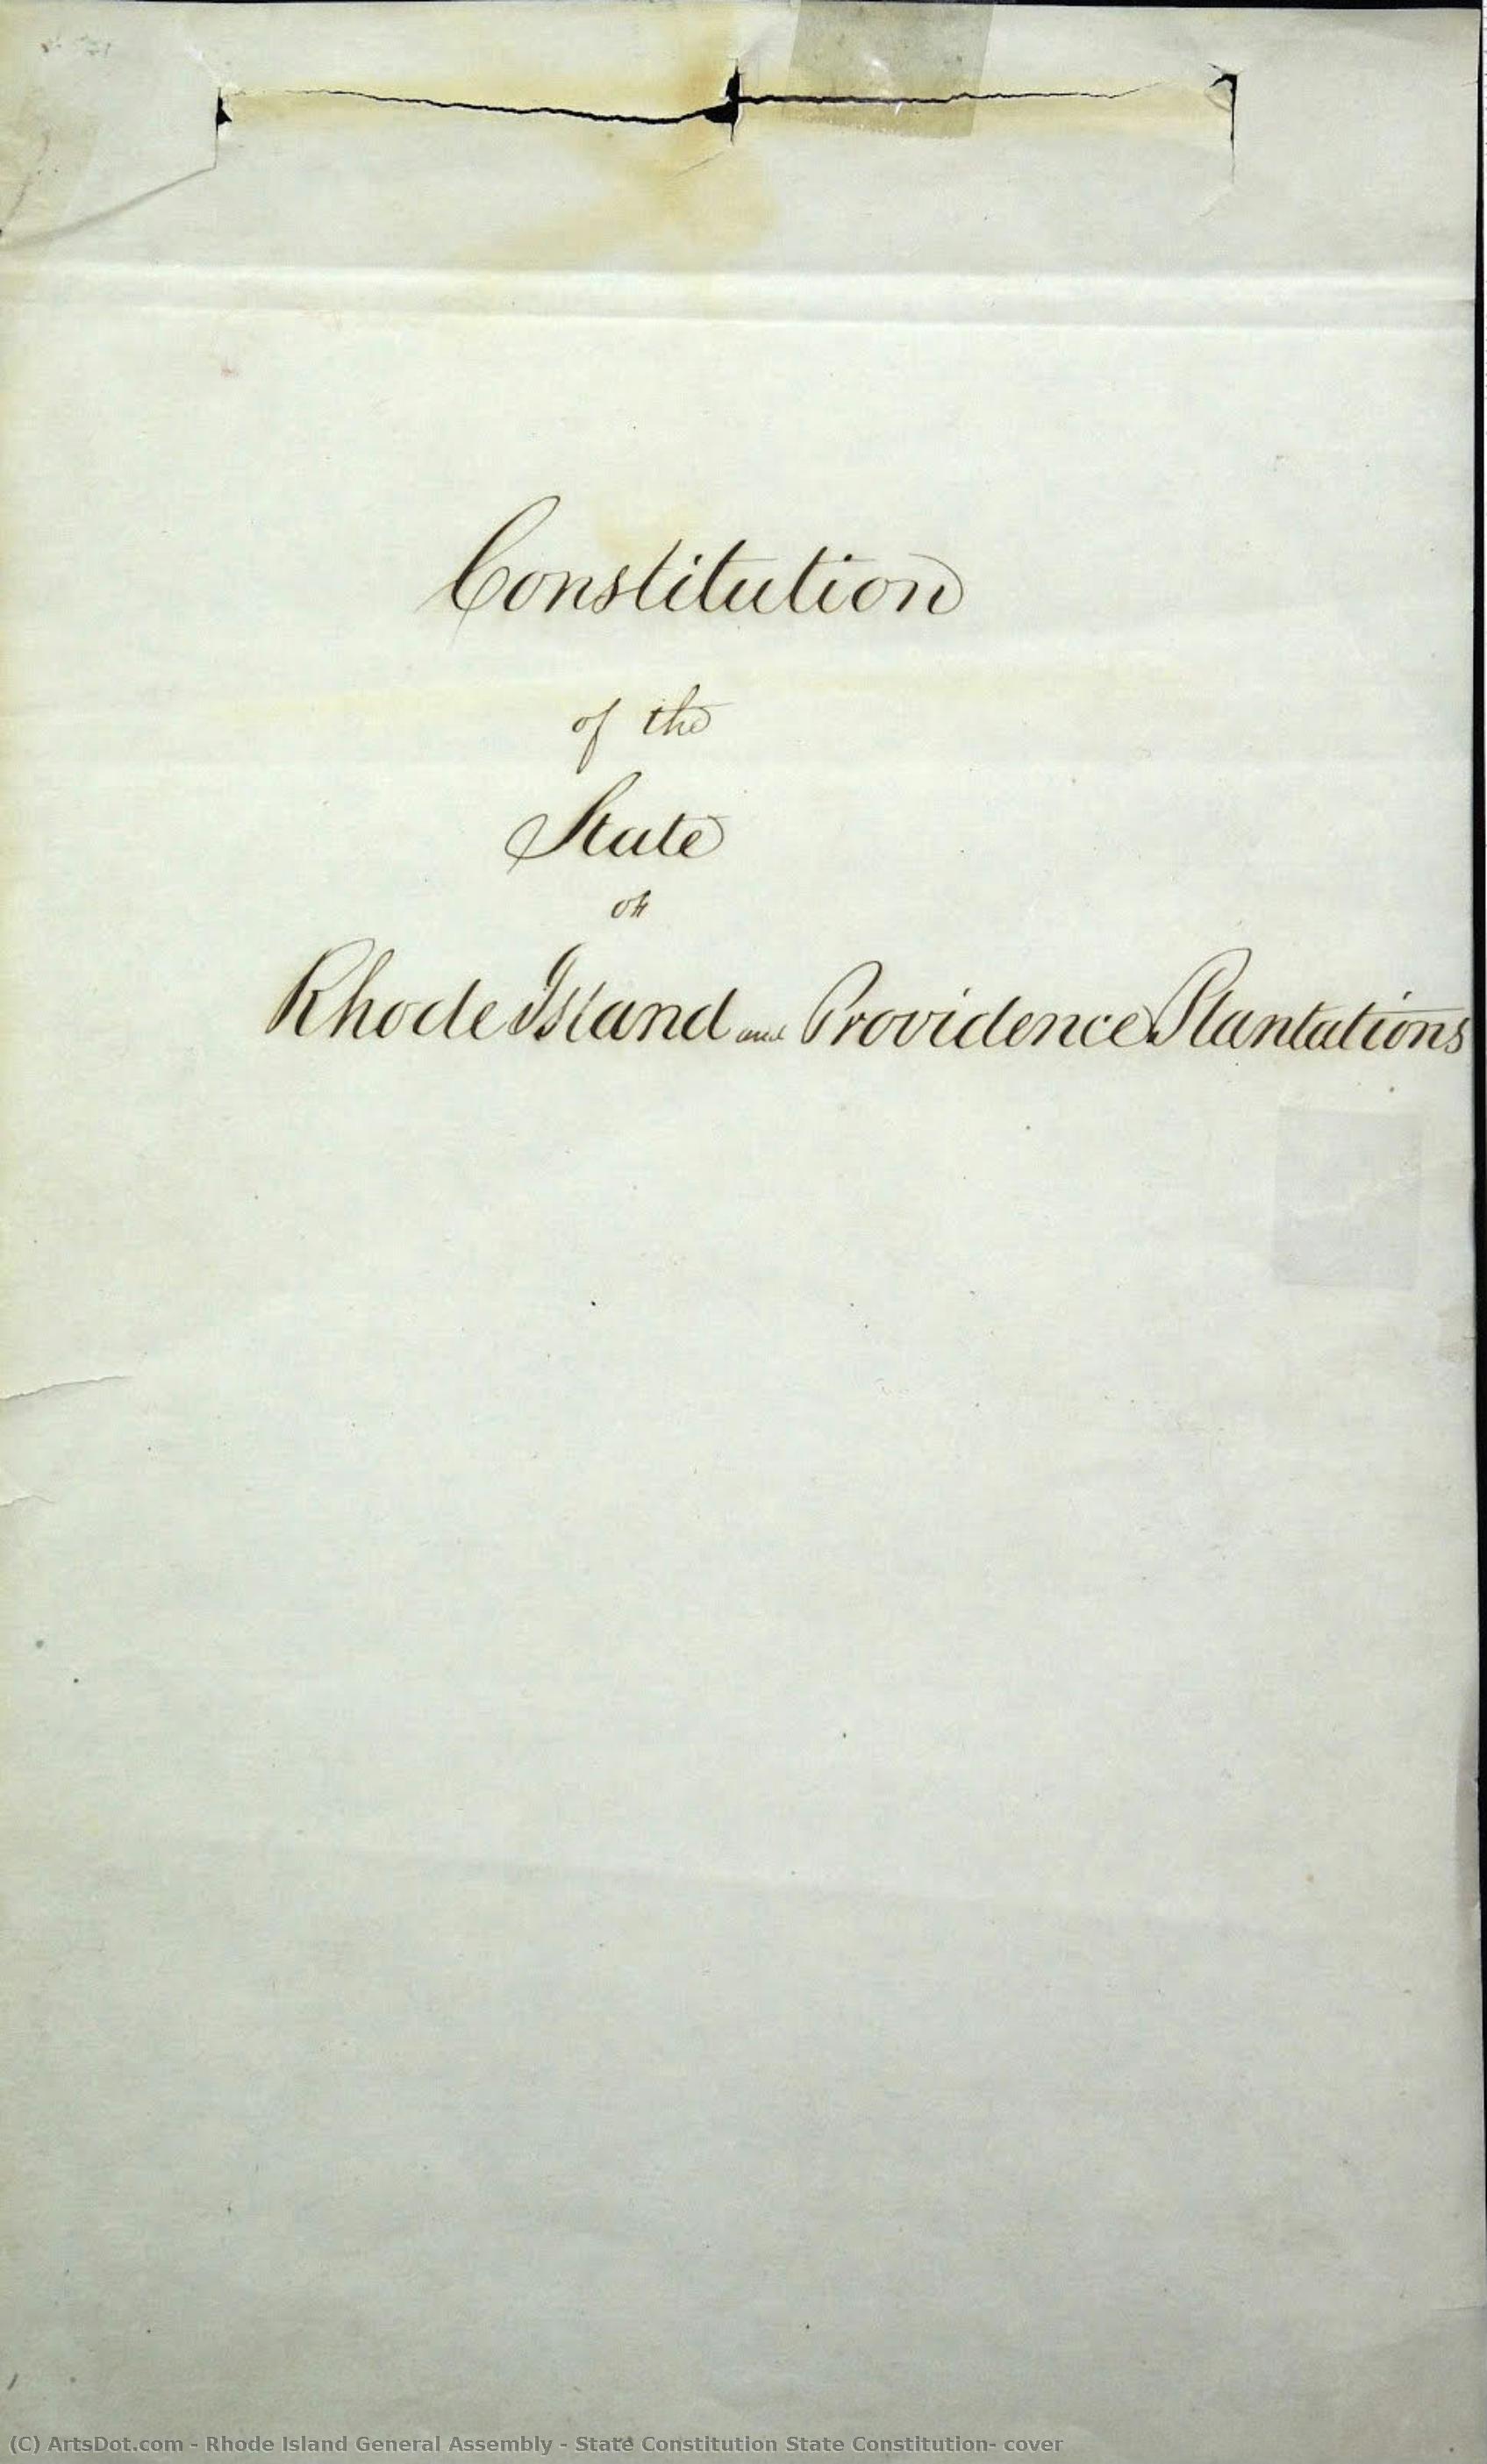 Constitution
of the
State
of
Rhode Island and Providence Plantations
(C) ArtsDot.com - Rhode Island General Assembly - State Constitution State Constitution- cover